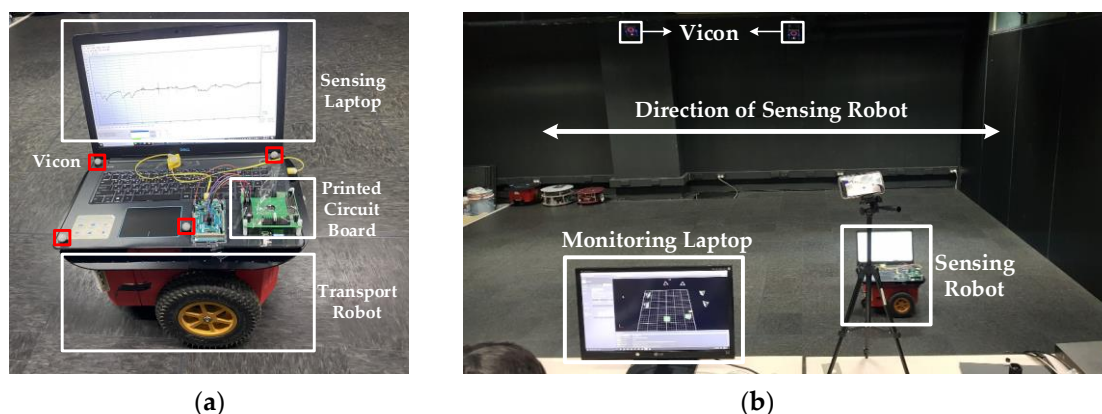 Sensing
Laptop
Vicon
Printed
Circuit
Board
Transport
Robot
Vicon
Direction of Sensing Robot
Monitoring Laptop
Sensing
Robot
(a)
(b)